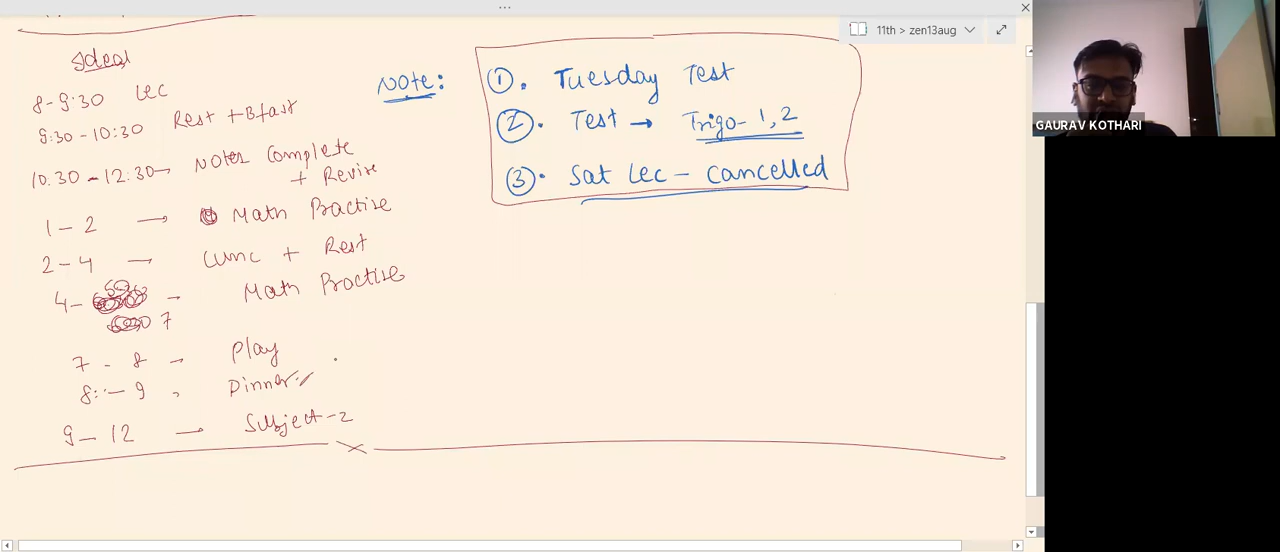 11th > zen13aug
GAURAV KOTHARI
Ideal
8-9:30 Lec
9:30-10:30 Rest + Bfast
10.30-12:30→ Notes Complete
+ Revise
1-2 → Math Practise
2-4 → Lunc + Rest
4- - Math Practise
7
7 - 8 → Play
8:-9 Dinner
9-12 → Subject-2
Note:
①. Tuesday Test
②. Test → Trigo-1,2
③. Sat Lec - Cancelled